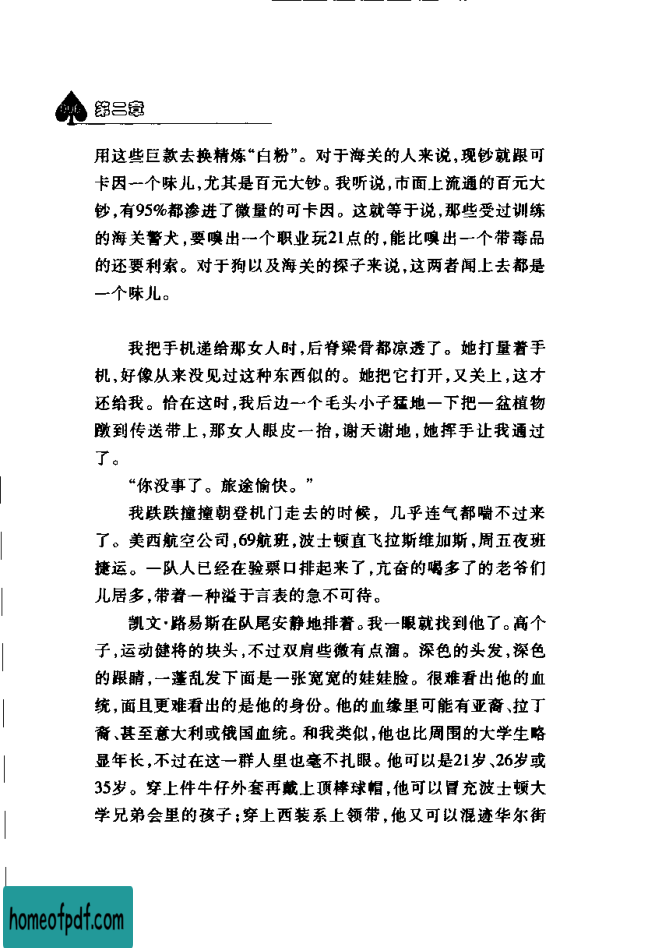 第二章
用这些巨款去换精炼“白粉”。对于海关的人来说,现钞就跟可
卡因一个味儿,尤其是百元大钞。我听说,市面上流通的百元大
钞,有95%都渗进了微量的可卡因。这就等于说,那些受过训练
的海关警犬,要嗅出一个职业玩21点的,能比嗅出一个带毒品
的还要利索。对于狗以及海关的探子来说,这两者闻上去都是
一个味儿。
我把手机递给那女人时,后脊梁骨都凉透了。她打量着手
机,好像从来没见过这种东西似的。她把它打开,又关上,这才
还给我。恰在这时,我后边一个毛头小子猛地一下把一盆植物
蹾到传送带上,那女人眼皮一抬,谢天谢地,她挥手让我通过
了。
“你没事了。旅途愉快。”
我跌跌撞撞朝登机门走去的时候，几乎连气都喘不过来
了。美西航空公司,69航班,波士顿直飞拉斯维加斯,周五夜班
捷运。一队人已经在验票口排起来了,亢奋的喝多了的老爷们
儿居多,带着一种溢于言表的急不可待。
凯文·路易斯在队尾安静地排着。我一眼就找到他了。高个
子,运动健将的块头,不过双肩些微有点溜。深色的头发,深色
的眼睛,一蓬乱发下面是一张宽宽的娃娃脸。很难看出他的血
统,而且更难看出的是他的身份。他的血缘里可能有亚裔、拉丁
裔、甚至意大利或俄国血统。和我类似,他也比周围的大学生略
显年长,不过在这一群人里也毫不扎眼。他可以是21岁、26岁或
35岁。穿上件牛仔外套再戴上顶棒球帽,他可以冒充波士顿大
学兄弟会里的孩子;穿上西装系上领带,他又可以混迹华尔街
homeofpdf.com